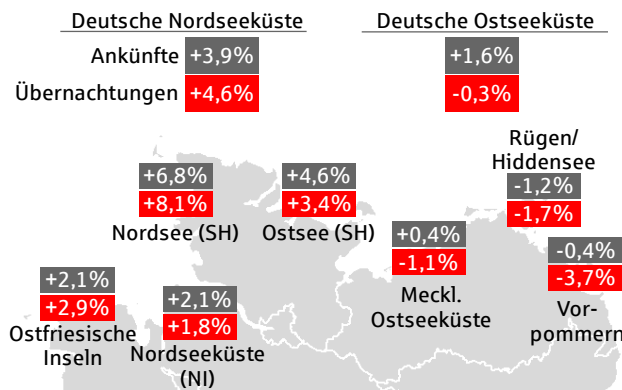 Deutsche Nordseeküste
Deutsche Ostseeküste
Ankünfte +3,9% +1,6%
Übernachtungen +4,6% -0,3%
+6,8%
+8,1%
Nordsee (SH)
+4,6%
+3,4%
Ostsee (SH)
Rügen/
Hiddensee
-1,2%
-1,7%
+0,4%
-1,1%
Meckl.
Ostseeküste
-0,4%
-3,7%
Vor-
pommern
+2,1%
+2,9%
Ostfriesische
Inseln
+2,1%
+1,8%
Nordseeküste
(NI)